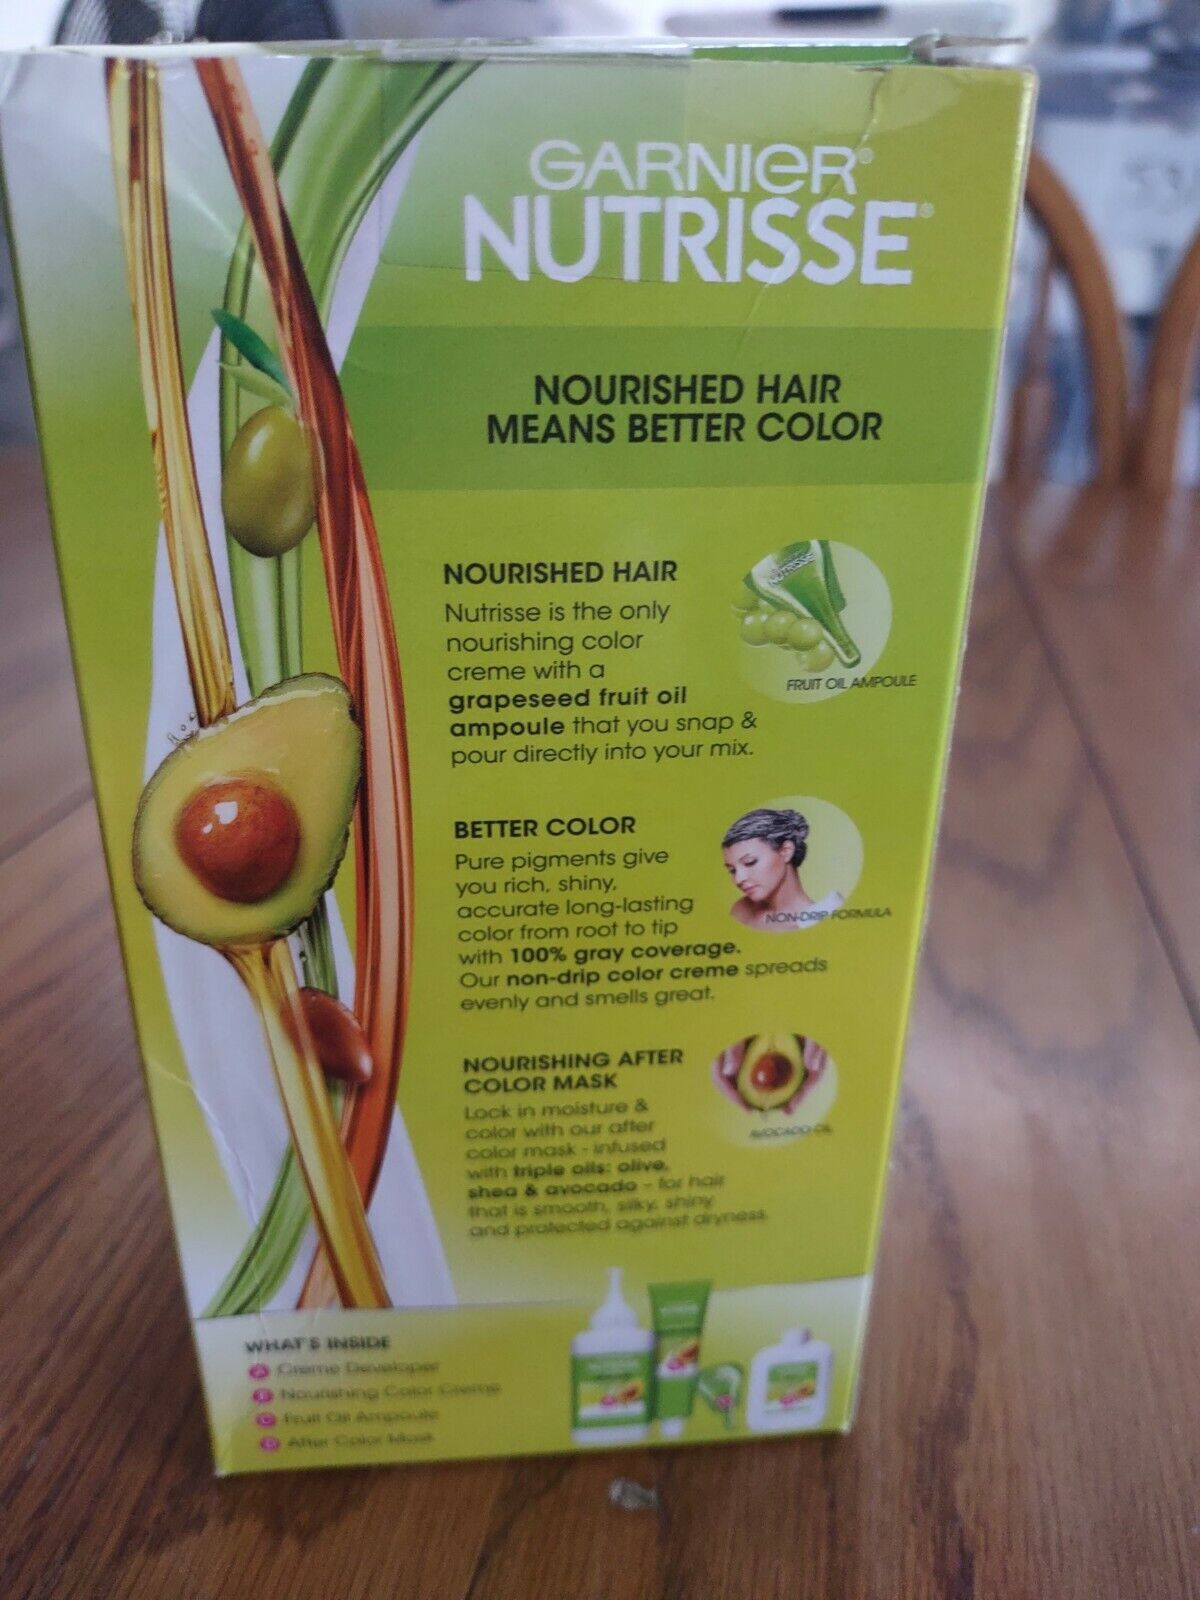 GARNIER®
NUTRISSE®
NOURISHED HAIR
MEANS BETTER COLOR
NOURISHED HAIR
Nutrisse is the only
nourishing color
creme with a
grapeseed fruit oil
ampoule that you snap &
pour directly into your mix.
NUTRISSE
FRUIT OIL AMPOULE
BETTER COLOR
Pure pigments give
you rich, shiny,
accurate long-lasting
color from root to tip
with 100% gray coverage.
Our non-drip color creme spreads
evenly and smells great.
NON-DRIP FORMULA
NOURISHING AFTER
COLOR MASK
Lock in moisture &
color with our after
color mask - infused
with triple oils: olive,
shea & avocado - for hair
that is smooth, silky, shiny
and protected against dryness.
AVOCADO OIL
WHAT'S INSIDE
A Creme Developer
B Nourishing Color Creme
C Fruit Oil Ampoule
D After Color Mask